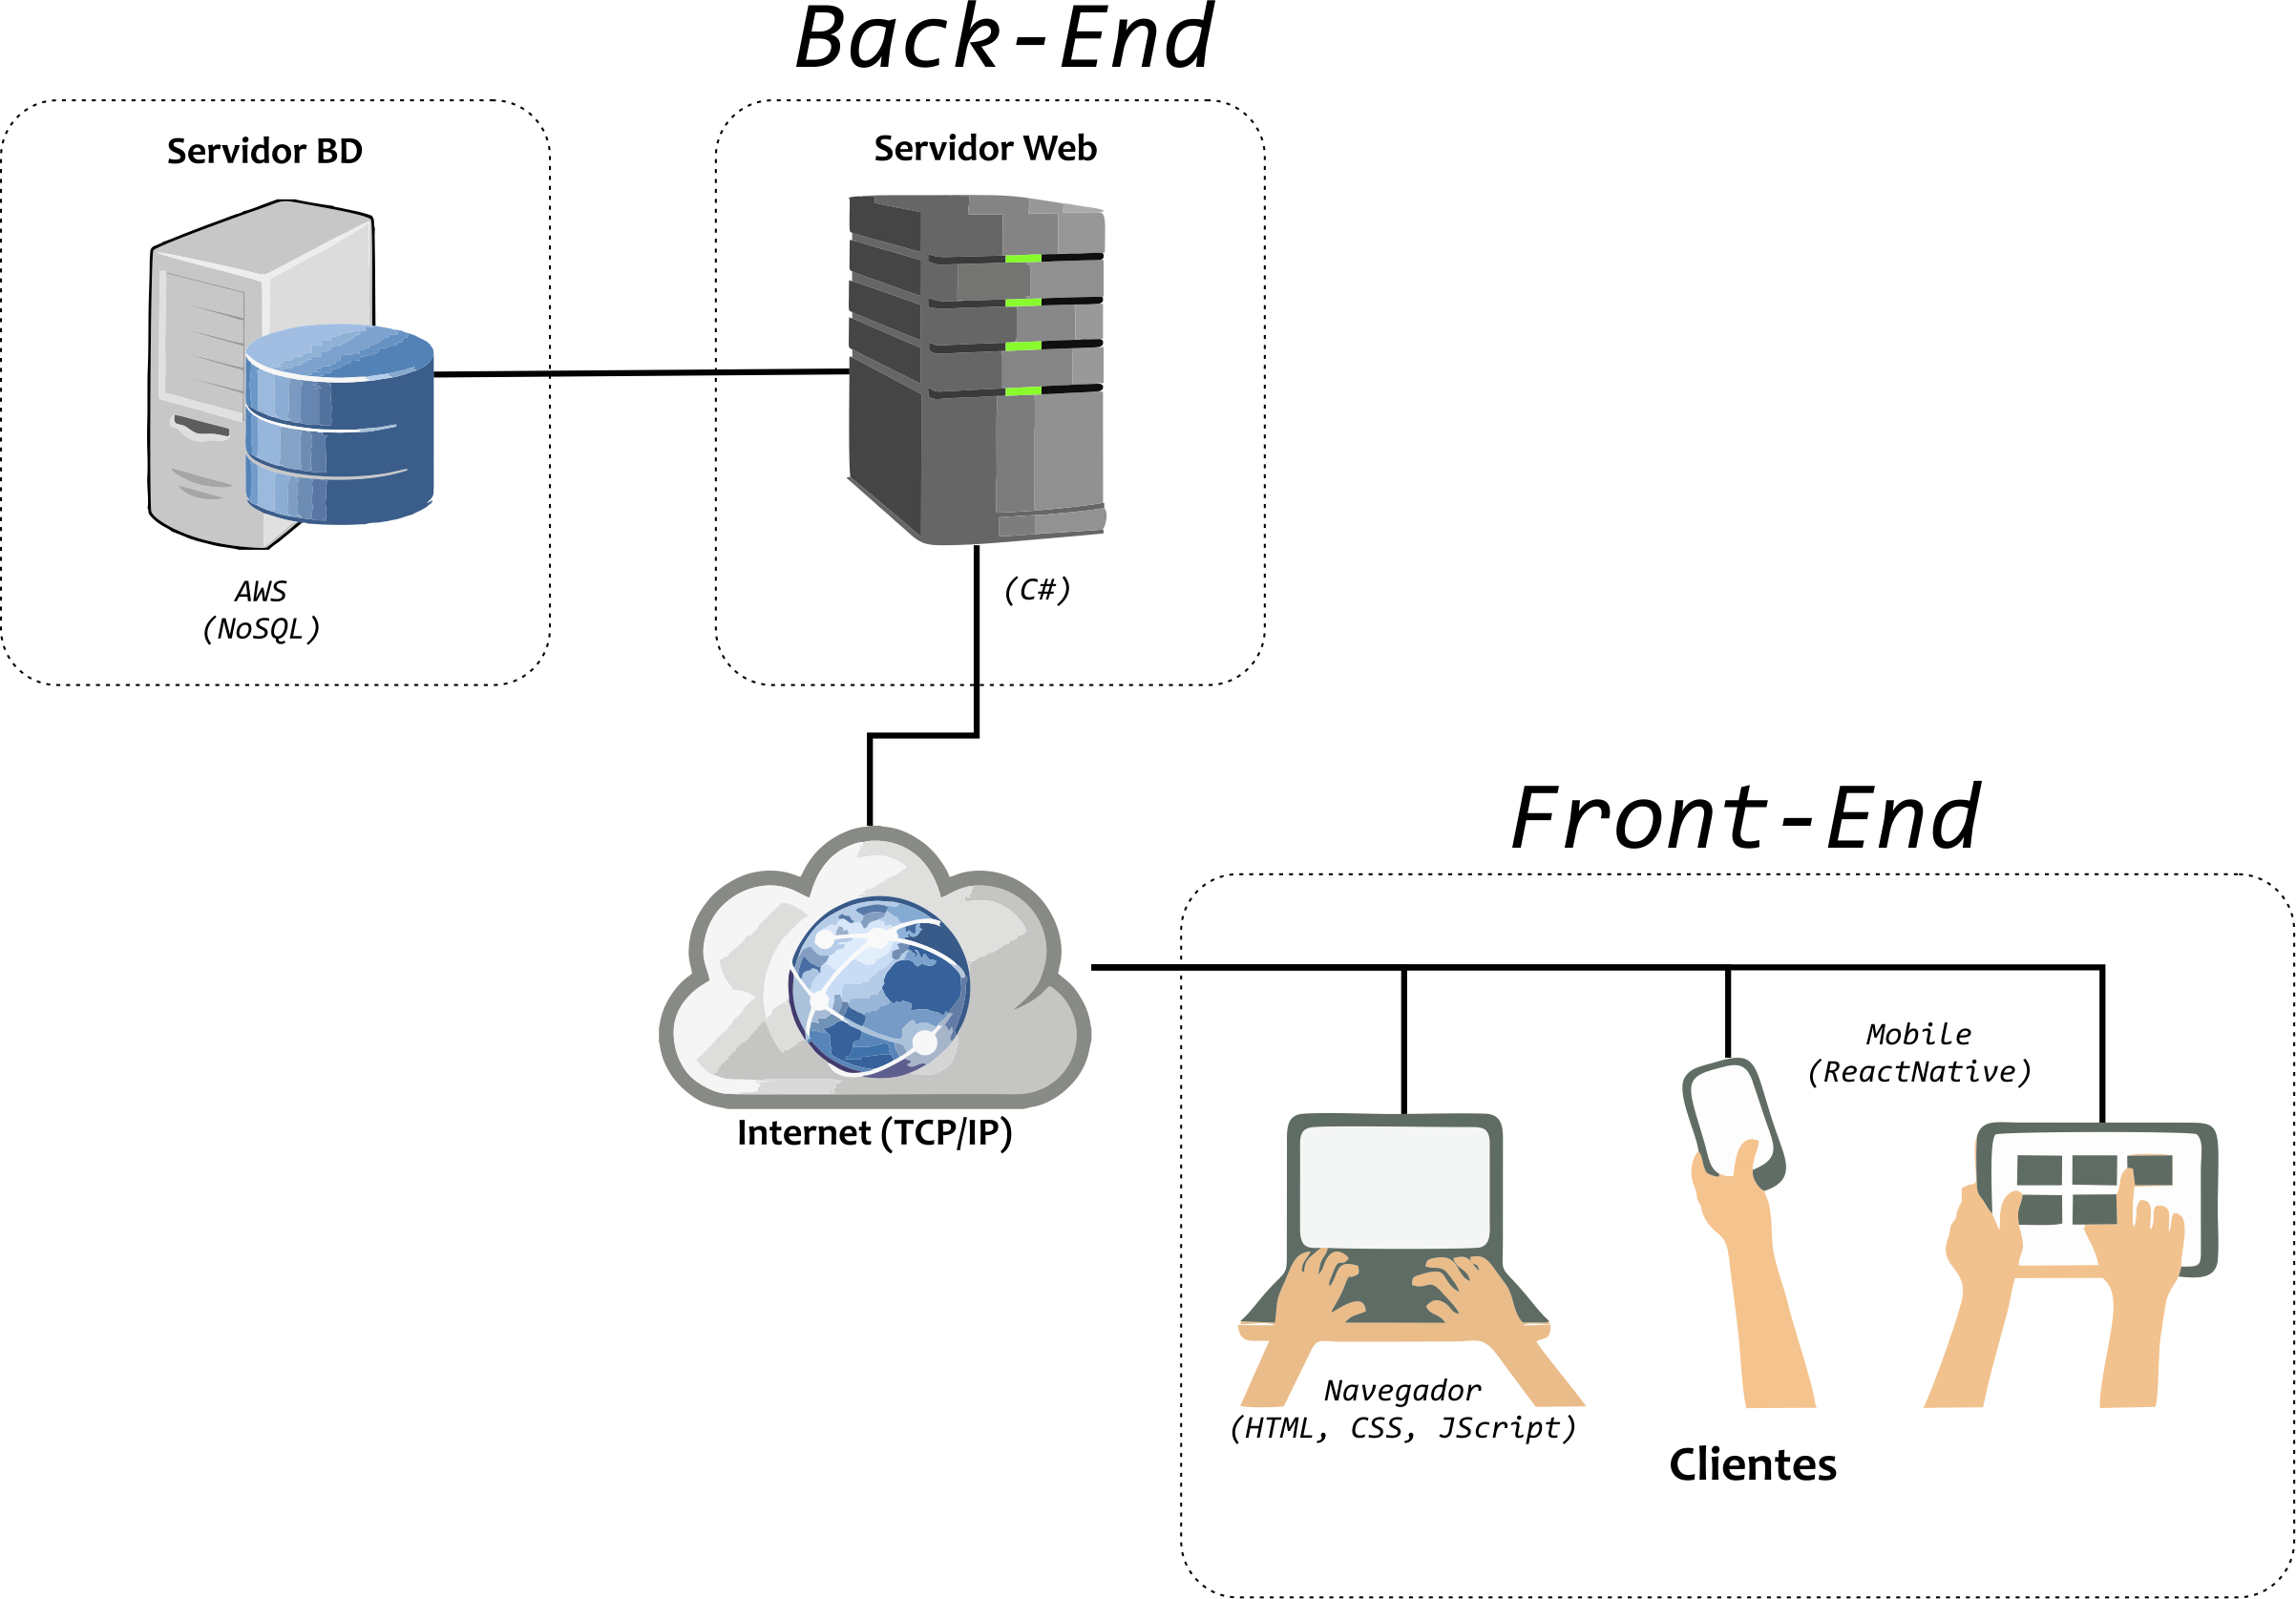 Back-End
Servidor BD
Servidor Web
AWS
(NoSQL)
(C#)
Front-End
Mobile
(ReactNative)
Internet (TCP/IP)
Navegador
(HTML, CSS, JScript)
Clientes